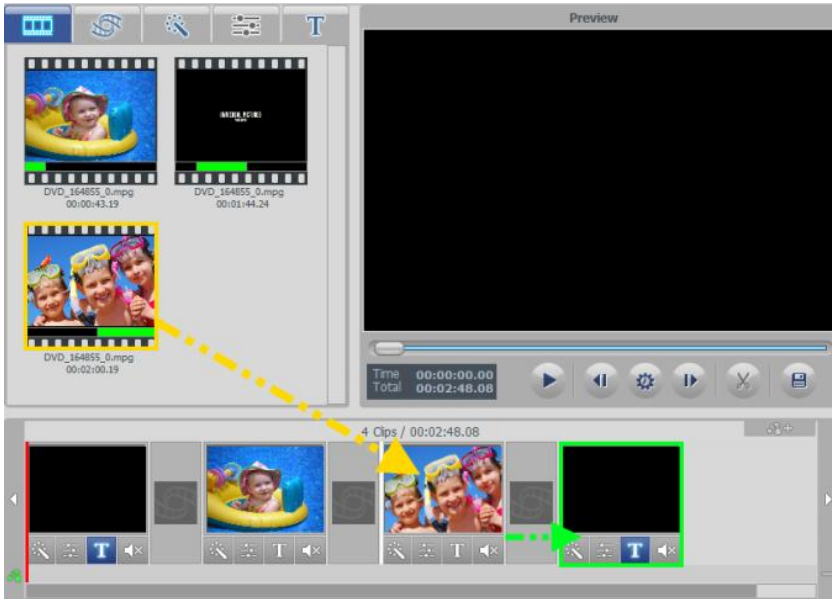 T
Preview
DVD_164855_0.mpg
00:00:43.19
DVD_164855_0.mpg
00:01:44.24
DVD_164855_0.mpg
00:02:00.19
Time 00:00:00.00
Total 00:02:48.08
4 Clips / 00:02:48.08
T
T
T
T